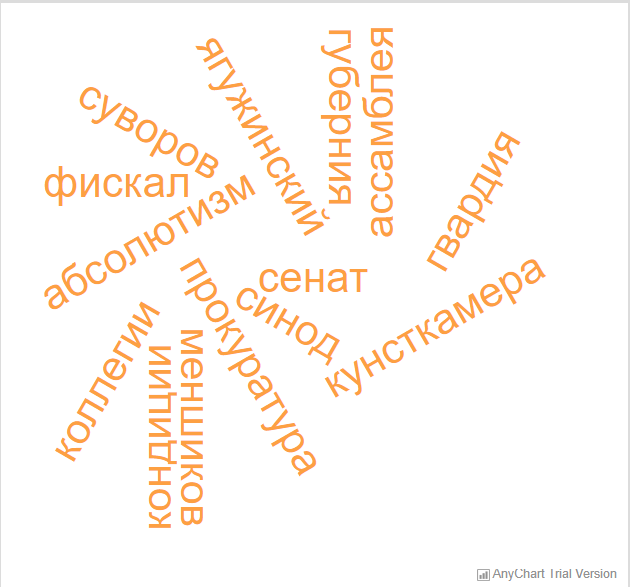 ягужинский
губерния
ассамблея
суворов
фискал
абсолютизм
гвардия
сенат
синод
кунсткамера
прокуратура
коллегии
кондиции
меншиков
AnyChart Trial Version